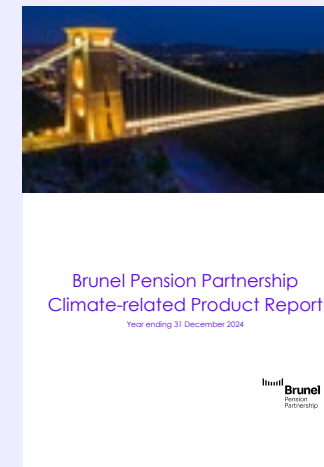 Brunel Pension Partnership
Climate-related Product Report
Year ending 31 December 2024
Brunel
Pension
Partnership